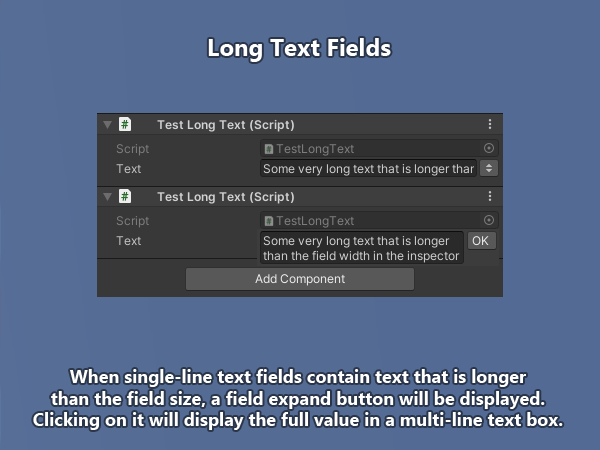 Long Text Fields
# Test Long Text (Script)
Script # TestLongText
Text Some very long text that is longer than
# Test Long Text (Script)
Script # TestLongText
Text Some very long text that is longer OK
than the field width in the inspector
Add Component
When single-line text fields contain text that is longer
than the field size, a field expand button will be displayed.
Clicking on it will display the full value in a multi-line text box.